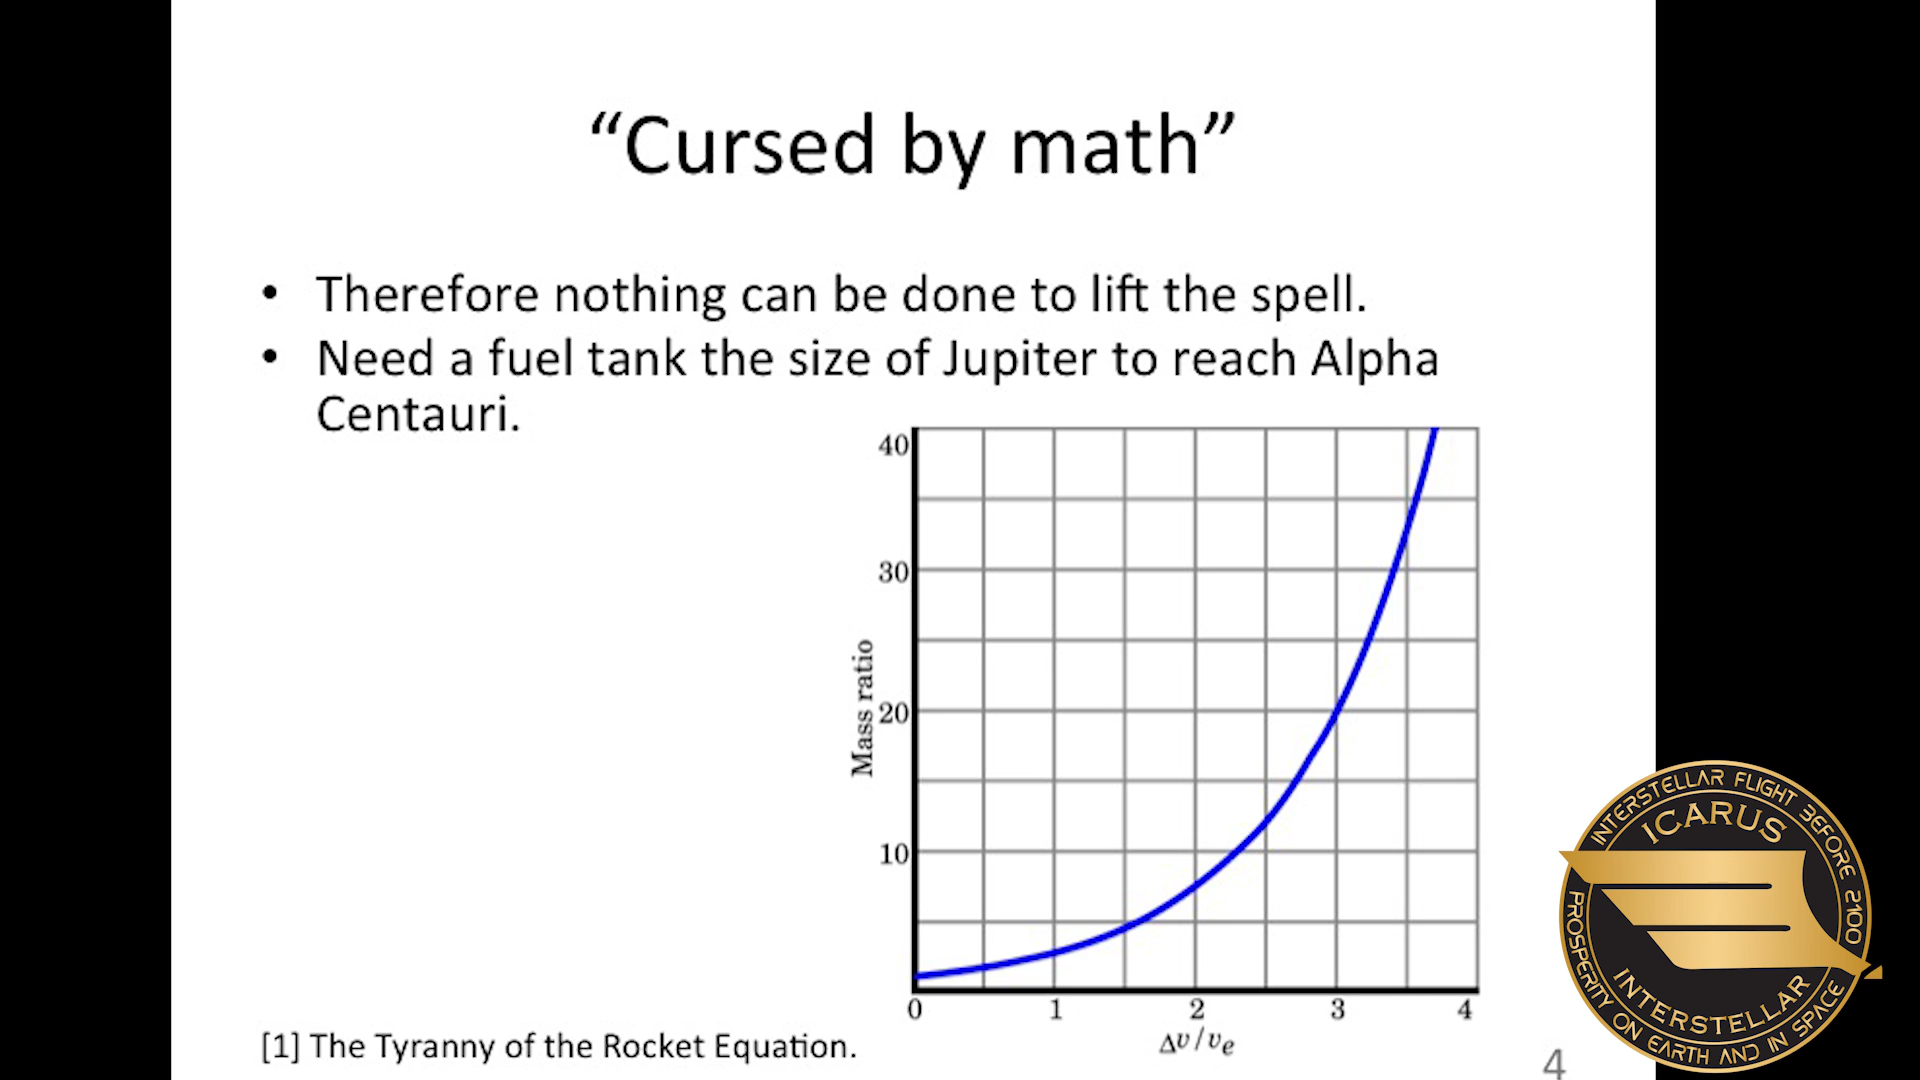 “Cursed by math”
• Therefore nothing can be done to lift the spell.
• Need a fuel tank the size of Jupiter to reach Alpha
Centauri.
40
30
20
10
Mass ratio
0 1 2 3 4
Δv/vₑ
[1] The Tyranny of the Rocket Equation.
4
INTERSTELLAR FLIGHT BEFORE 2100
ICARUS
INTERSTELLAR
PROSPERITY ON EARTH AND IN SPACE